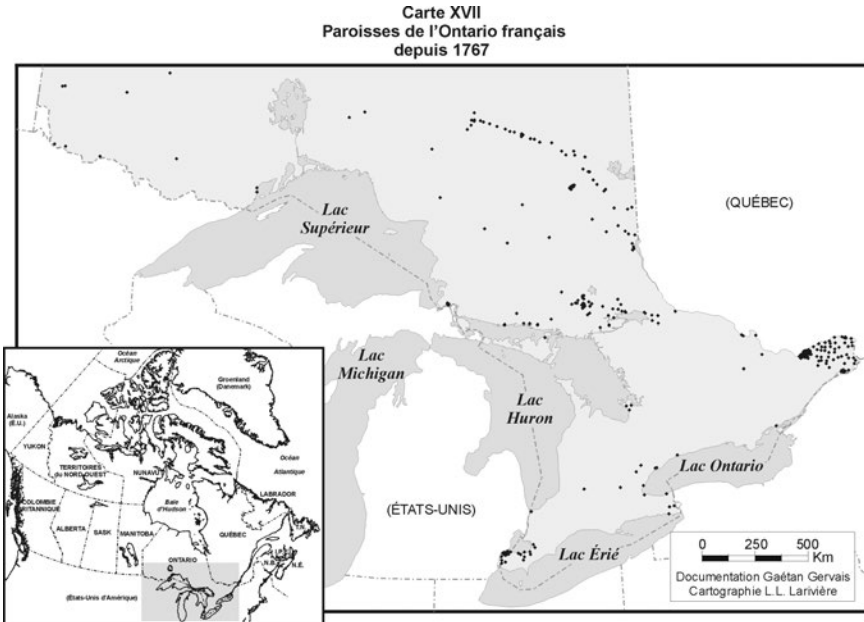 Carte XVII
Paroisses de l'Ontario français
depuis 1767
(QUÉBEC)
Lac
Supérieur
Lac
Michigan
Lac
Huron
Lac Ontario
(ÉTATS-UNIS)
Lac Érié
0 250 500
Km
Documentation Gaétan Gervais
Cartographie L.L. Larivière
Océan
Arctique
Groenland
(Danemark)
Alaska
(É.U.)
YUKON
TERRITOIRES
du NORD-OUEST
NUNAVUT
Océan
Atlantique
LABRADOR
COLOMBIE
BRITANNIQUE
Baie
d'Hudson
ALBERTA
SASK
MANITOBA
QUÉBEC
T.N.
ONTARIO
N.B.
N.É.
(États-Unis d'Amérique)